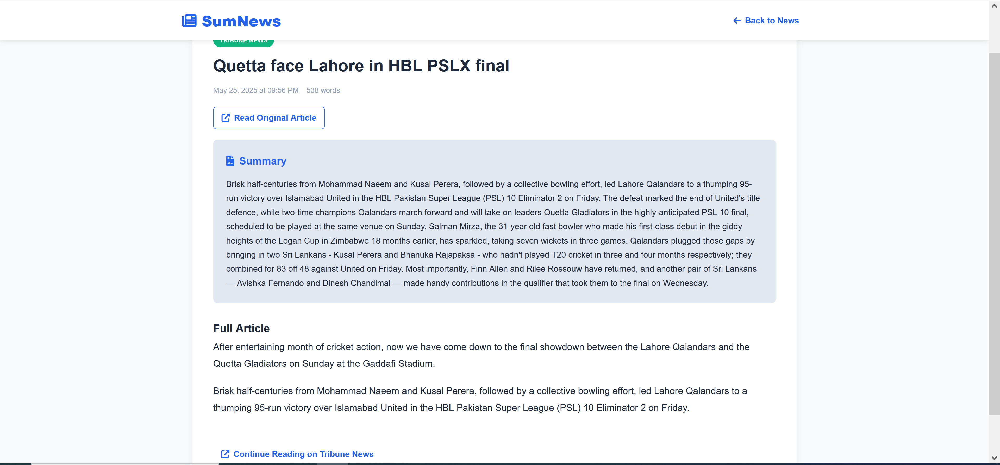 SumNews
Back to News
TRIBUNE NEWS
Quetta face Lahore in HBL PSLX final
May 25, 2025 at 09:56 PM 538 words
Read Original Article
Summary
Brisk half-centuries from Mohammad Naeem and Kusal Perera, followed by a collective bowling effort, led Lahore Qalandars to a thumping 95-
run victory over Islamabad United in the HBL Pakistan Super League (PSL) 10 Eliminator 2 on Friday. The defeat marked the end of United's title
defence, while two-time champions Qalandars march forward and will take on leaders Quetta Gladiators in the highly-anticipated PSL 10 final,
scheduled to be played at the same venue on Sunday. Salman Mirza, the 31-year old fast bowler who made his first-class debut in the giddy
heights of the Logan Cup in Zimbabwe 18 months earlier, has sparkled, taking seven wickets in three games. Qalandars plugged those gaps by
bringing in two Sri Lankans - Kusal Perera and Bhanuka Rajapaksa - who hadn't played T20 cricket in three and four months respectively; they
combined for 83 off 48 against United on Friday. Most importantly, Finn Allen and Rilee Rossouw have returned, and another pair of Sri Lankans
— Avishka Fernando and Dinesh Chandimal — made handy contributions in the qualifier that took them to the final on Wednesday.
Full Article
After entertaining month of cricket action, now we have come down to the final showdown between the Lahore Qalandars and the
Quetta Gladiators on Sunday at the Gaddafi Stadium.
Brisk half-centuries from Mohammad Naeem and Kusal Perera, followed by a collective bowling effort, led Lahore Qalandars to a
thumping 95-run victory over Islamabad United in the HBL Pakistan Super League (PSL) 10 Eliminator 2 on Friday.
Continue Reading on Tribune News